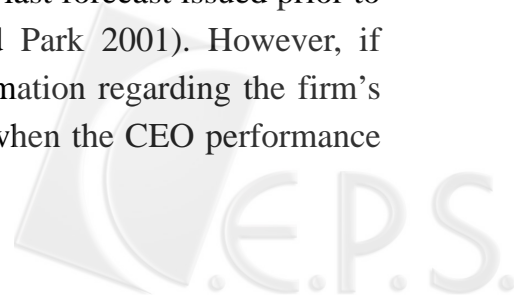 last forecast issued prior to
Park 2001). However, if
mation regarding the firm's
when the CEO performance
C.E.P.S.